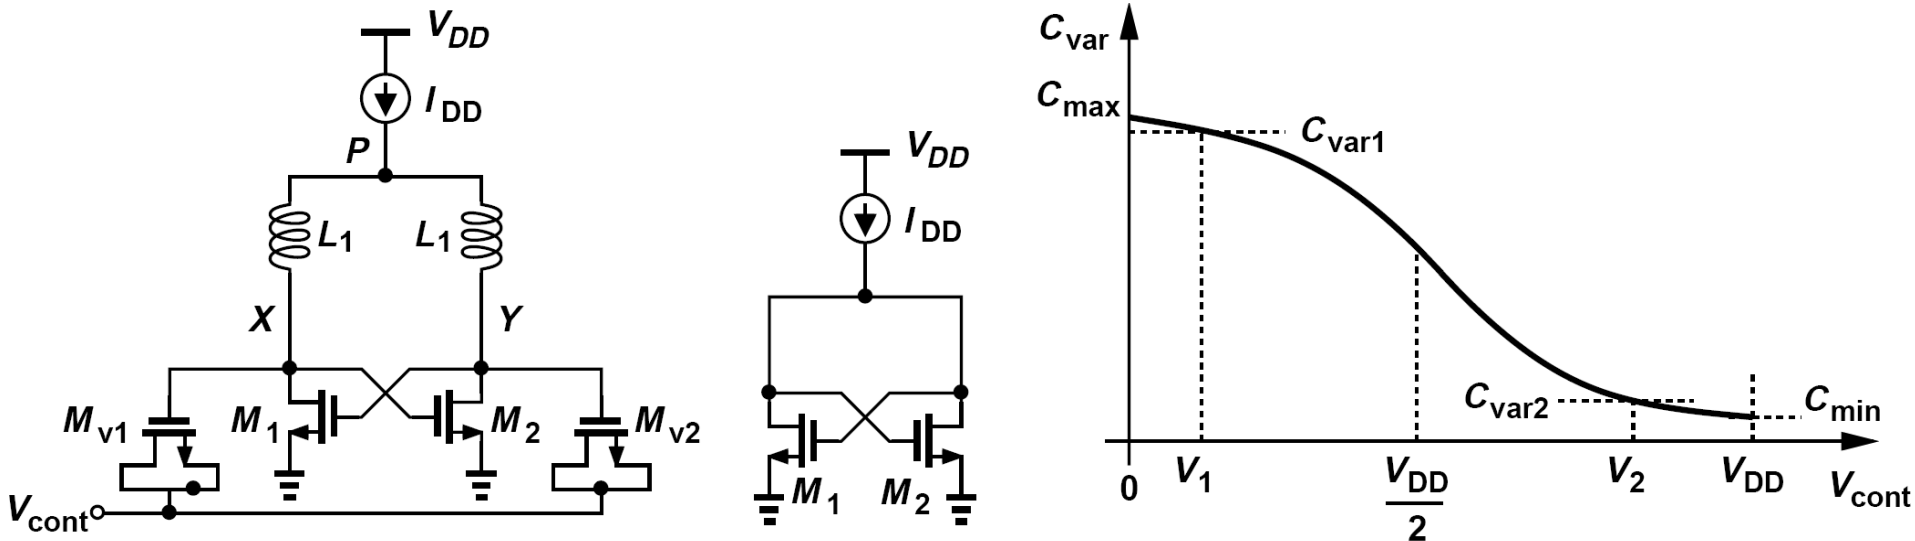 V_DD
I_DD
P
L_1 L_1
X Y
M_v1 M_1 M_2 M_v2
V_cont
V_DD
I_DD
M_1 M_2
C_var
C_max
C_var1
C_var2
C_min
0 V_1 V_DD/2 V_2 V_DD V_cont